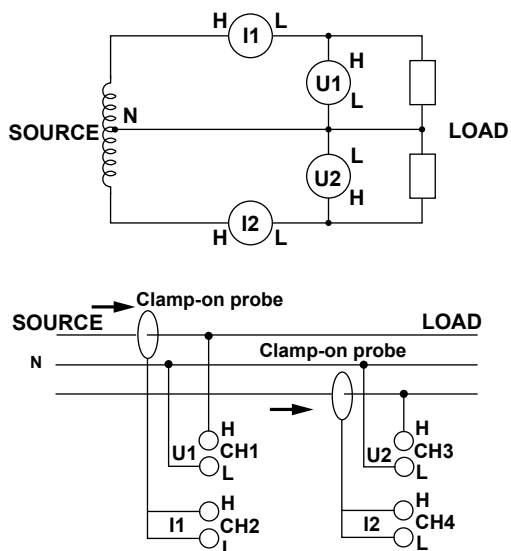 H I1 L
H
U1
L
N
SOURCE
LOAD
L
U2
H
H I2 L
Clamp-on probe
SOURCE LOAD
Clamp-on probe
N
H H
U1 CH1 U2 CH3
L L
H H
I1 CH2 I2 CH4
L L